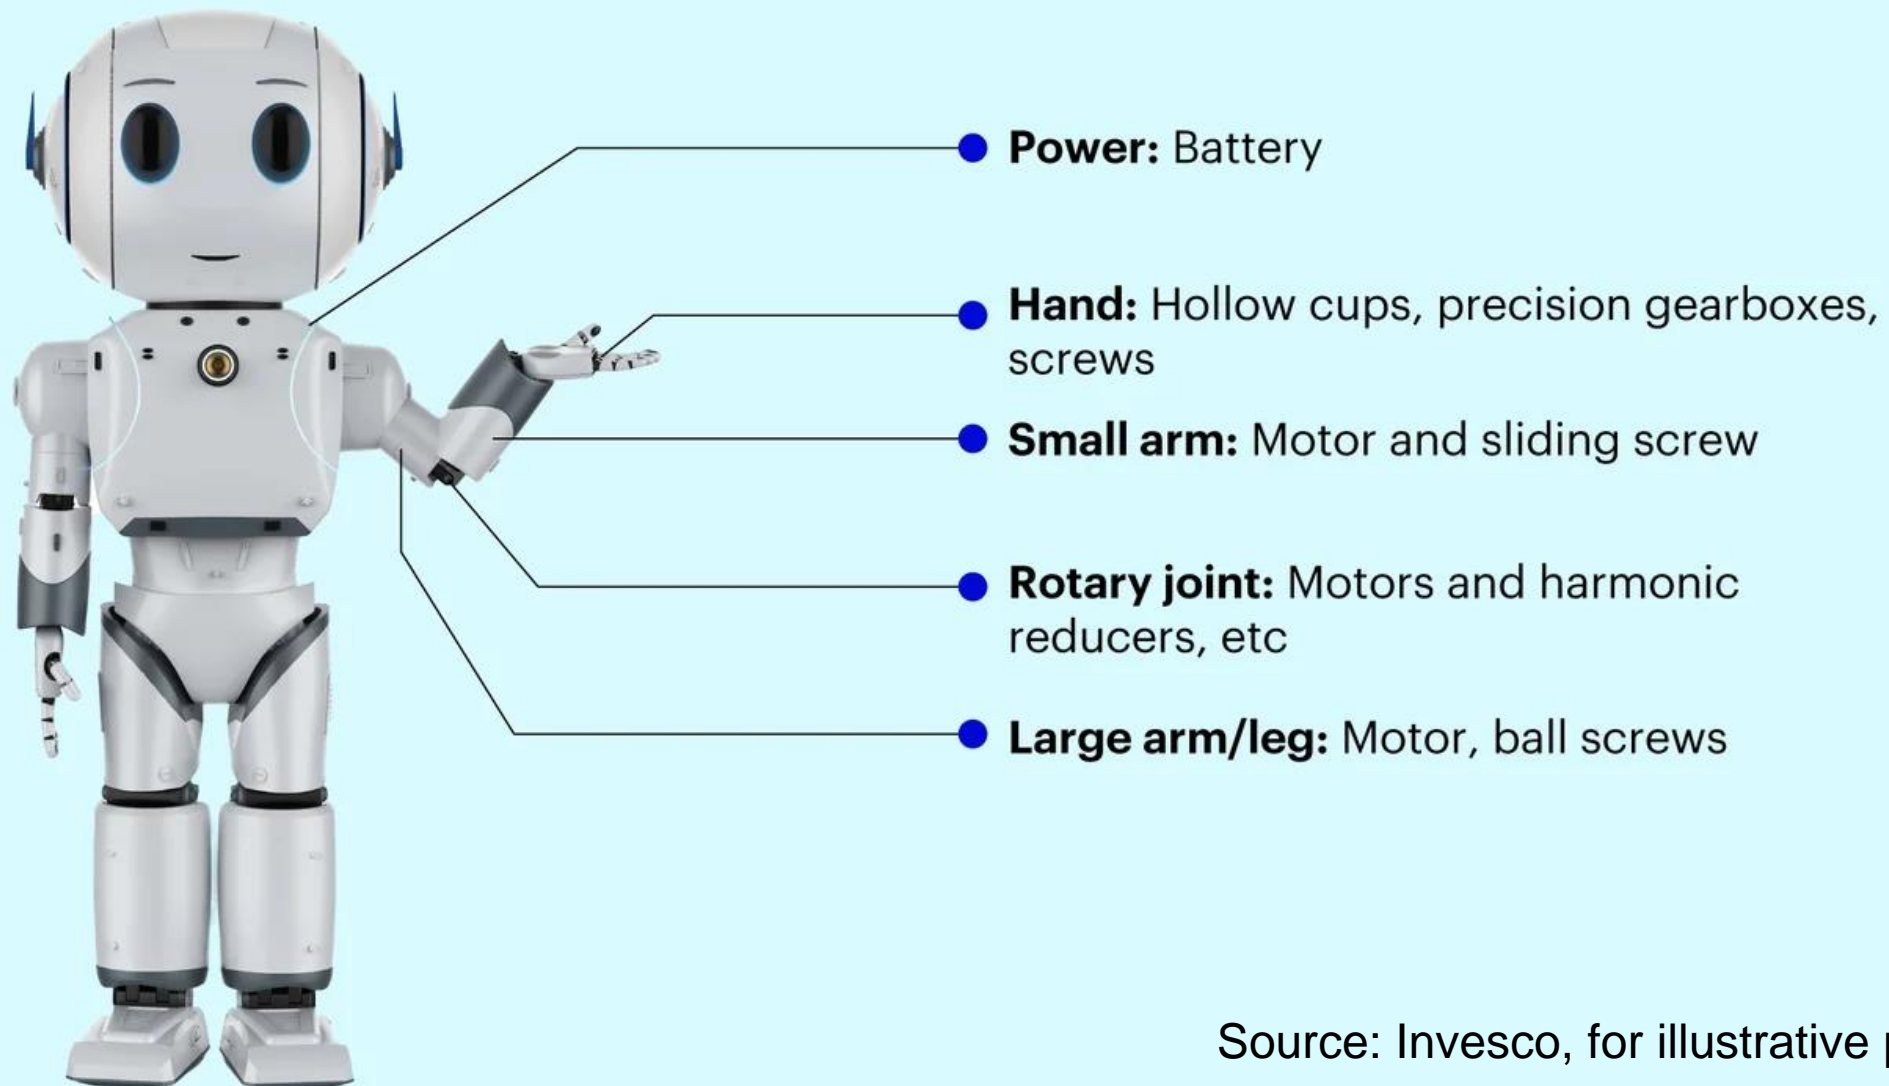 Power: Battery
Hand: Hollow cups, precision gearboxes,
screws
Small arm: Motor and sliding screw
Rotary joint: Motors and harmonic
reducers, etc
Large arm/leg: Motor, ball screws
Source: Invesco, for illustrative